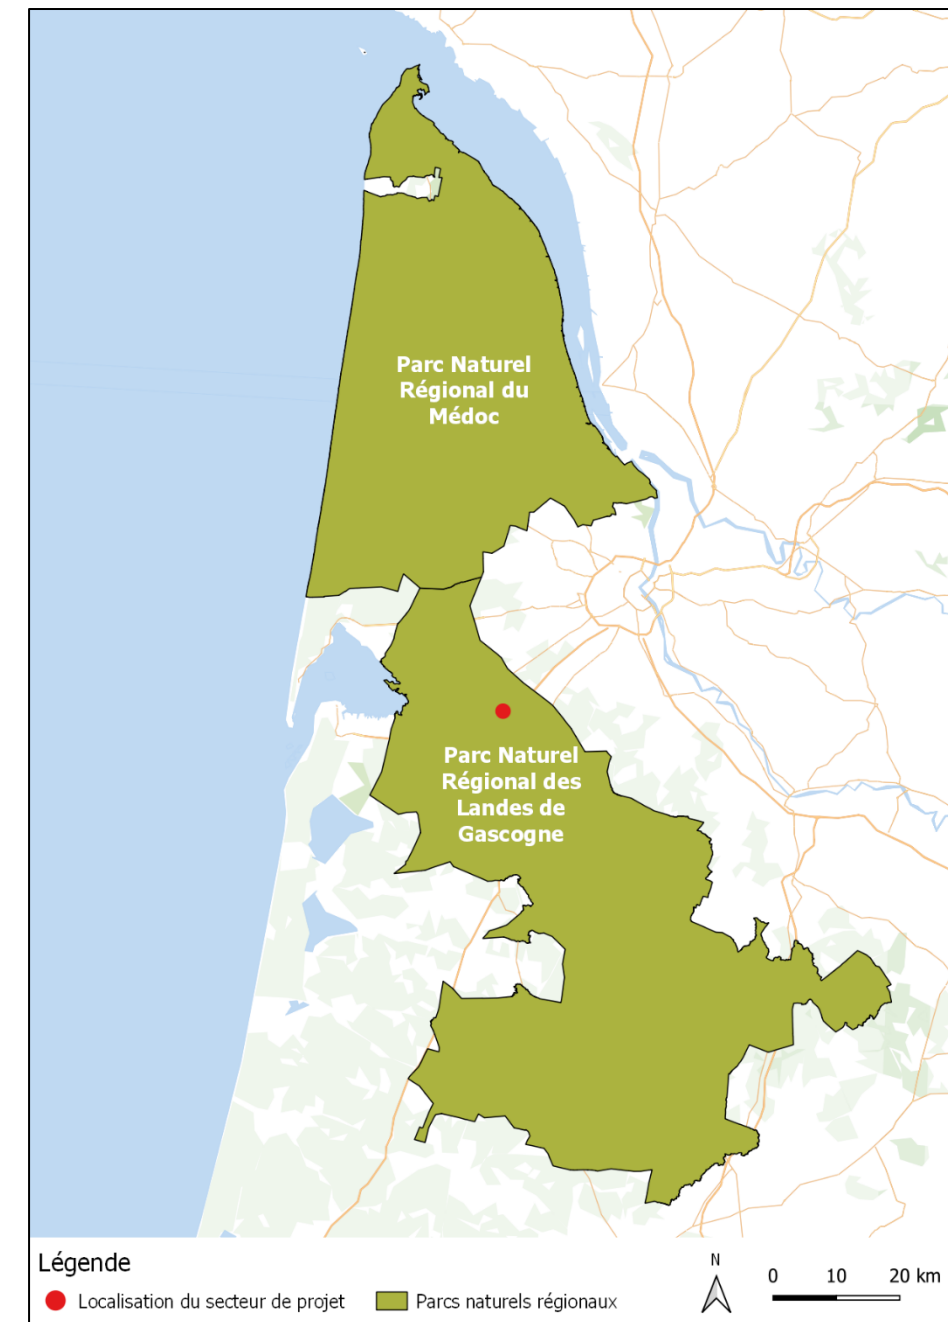 Parc Naturel
Régional du
Médoc
Parc Naturel
Régional des
Landes de
Gascogne
Légende
Localisation du secteur de projet
Parcs naturels régionaux
N
0 10 20 km